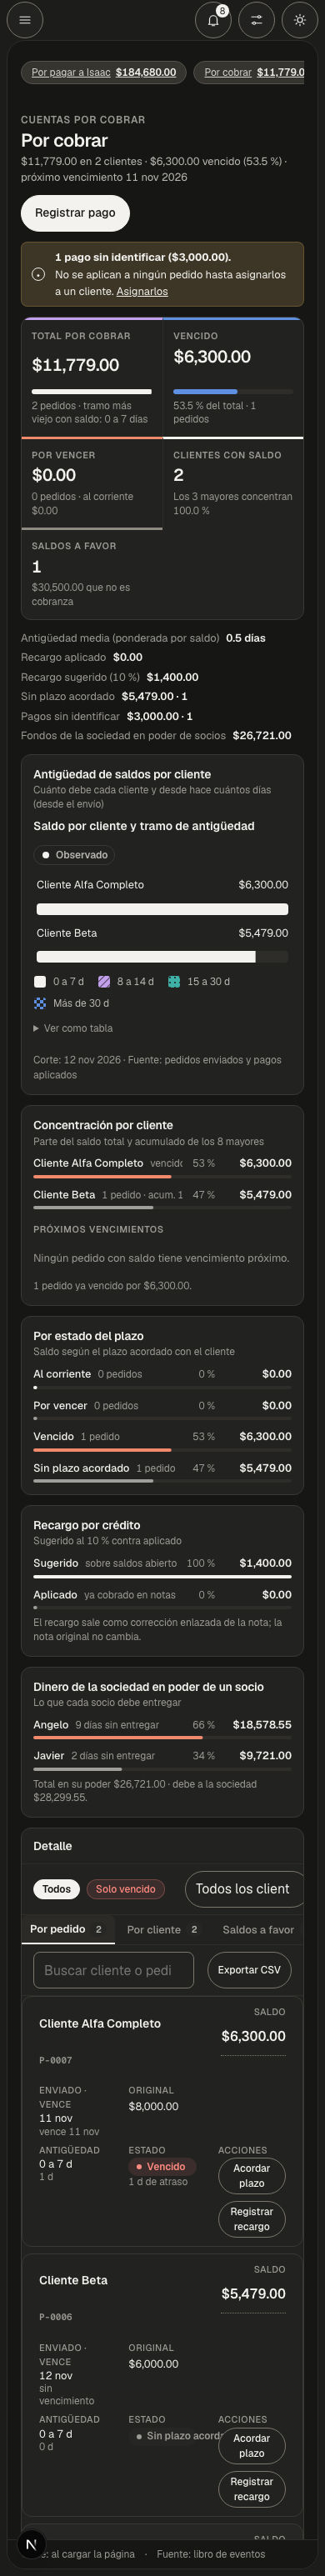 8
Por pagar a Isaac $184,680.00 Por cobrar $11,779.0
CUENTAS POR COBRAR
Por cobrar
$11,779.00 en 2 clientes · $6,300.00 vencido (53.5 %) ·
próximo vencimiento 11 nov 2026
Registrar pago
1 pago sin identificar ($3,000.00).
No se aplican a ningún pedido hasta asignarlos
a un cliente. Asignarlos
TOTAL POR COBRAR
$11,779.00
2 pedidos · tramo más
viejo con saldo: 0 a 7 días
VENCIDO
$6,300.00
53.5 % del total · 1
pedidos
POR VENCER
$0.00
0 pedidos · al corriente
$0.00
CLIENTES CON SALDO
2
Los 3 mayores concentran
100.0 %
SALDOS A FAVOR
1
$30,500.00 que no es
cobranza
Antigüedad media (ponderada por saldo) 0.5 días
Recargo aplicado $0.00
Recargo sugerido (10 %) $1,400.00
Sin plazo acordado $5,479.00 · 1
Pagos sin identificar $3,000.00 · 1
Fondos de la sociedad en poder de socios $26,721.00
Antigüedad de saldos por cliente
Cuánto debe cada cliente y desde hace cuántos días
(desde el envío)
Saldo por cliente y tramo de antigüedad
Observado
Cliente Alfa Completo $6,300.00
Cliente Beta $5,479.00
0 a 7 d 8 a 14 d 15 a 30 d
Más de 30 d
Ver como tabla
Corte: 12 nov 2026 · Fuente: pedidos enviados y pagos
aplicados
Concentración por cliente
Parte del saldo total y acumulado de los 8 mayores
Cliente Alfa Completo vencido 53 % $6,300.00
Cliente Beta 1 pedido · acum. 1 47 % $5,479.00
PRÓXIMOS VENCIMIENTOS
Ningún pedido con saldo tiene vencimiento próximo.
1 pedido ya vencido por $6,300.00.
Por estado del plazo
Saldo según el plazo acordado con el cliente
Al corriente 0 pedidos 0 % $0.00
Por vencer 0 pedidos 0 % $0.00
Vencido 1 pedido 53 % $6,300.00
Sin plazo acordado 1 pedido 47 % $5,479.00
Recargo por crédito
Sugerido al 10 % contra aplicado
Sugerido sobre saldos abierto 100 % $1,400.00
Aplicado ya cobrado en notas 0 % $0.00
El recargo sale como corrección enlazada de la nota; la
nota original no cambia.
Dinero de la sociedad en poder de un socio
Lo que cada socio debe entregar
Angelo 9 días sin entregar 66 % $18,578.55
Javier 2 días sin entregar 34 % $9,721.00
Total en su poder $26,721.00 · debe a la sociedad
$28,299.55.
Detalle
Todos Solo vencido Todos los client
Por pedido 2 Por cliente 2 Saldos a favor
Buscar cliente o pedi Exportar CSV
Cliente Alfa Completo
SALDO
$6,300.00
P-0007
ENVIADO ·
VENCE
11 nov
vence 11 nov
ORIGINAL
$8,000.00
ANTIGÜEDAD
0 a 7 d
1 d
ESTADO
Vencido
1 d de atraso
ACCIONES
Acordar
plazo
Registrar
recargo
Cliente Beta
SALDO
$5,479.00
P-0006
ENVIADO ·
VENCE
12 nov
sin
vencimiento
ORIGINAL
$6,000.00
ANTIGÜEDAD
0 a 7 d
0 d
ESTADO
Sin plazo acorda
ACCIONES
Acordar
plazo
Registrar
recargo
SALDO
N
al cargar la página · Fuente: libro de eventos